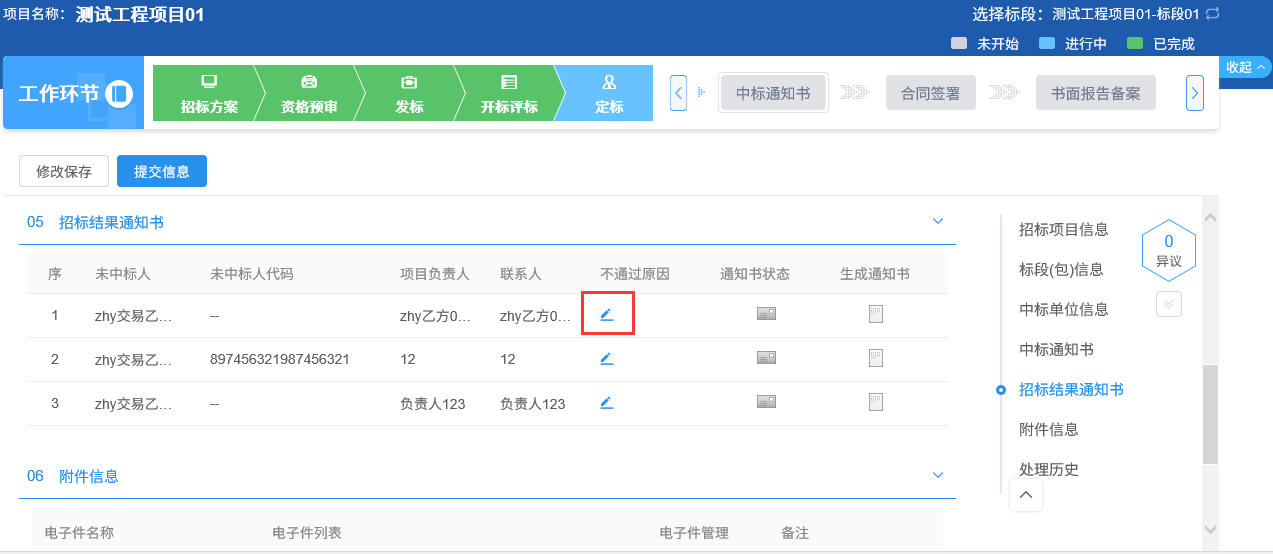 项目名称： 测试工程项目01
选择标段： 测试工程项目01-标段01
未开始 进行中 已完成
收起
工作环节
招标方案 资格预审 发标 开标评标 定标
中标通知书 合同签署 书面报告备案
修改保存 提交信息
05 招标结果通知书
序 未中标人 未中标人代码 项目负责人 联系人 不通过原因 通知书状态 生成通知书
1 zhy交易乙... -- zhy乙方0... zhy乙方0...
2 zhy交易乙... 897456321987456321 12 12
3 zhy交易乙... -- 负责人123 负责人123
06 附件信息
电子件名称 电子件列表 电子件管理 备注
招标项目信息
标段(包)信息
中标单位信息
中标通知书
招标结果通知书
附件信息
处理历史
0
异议